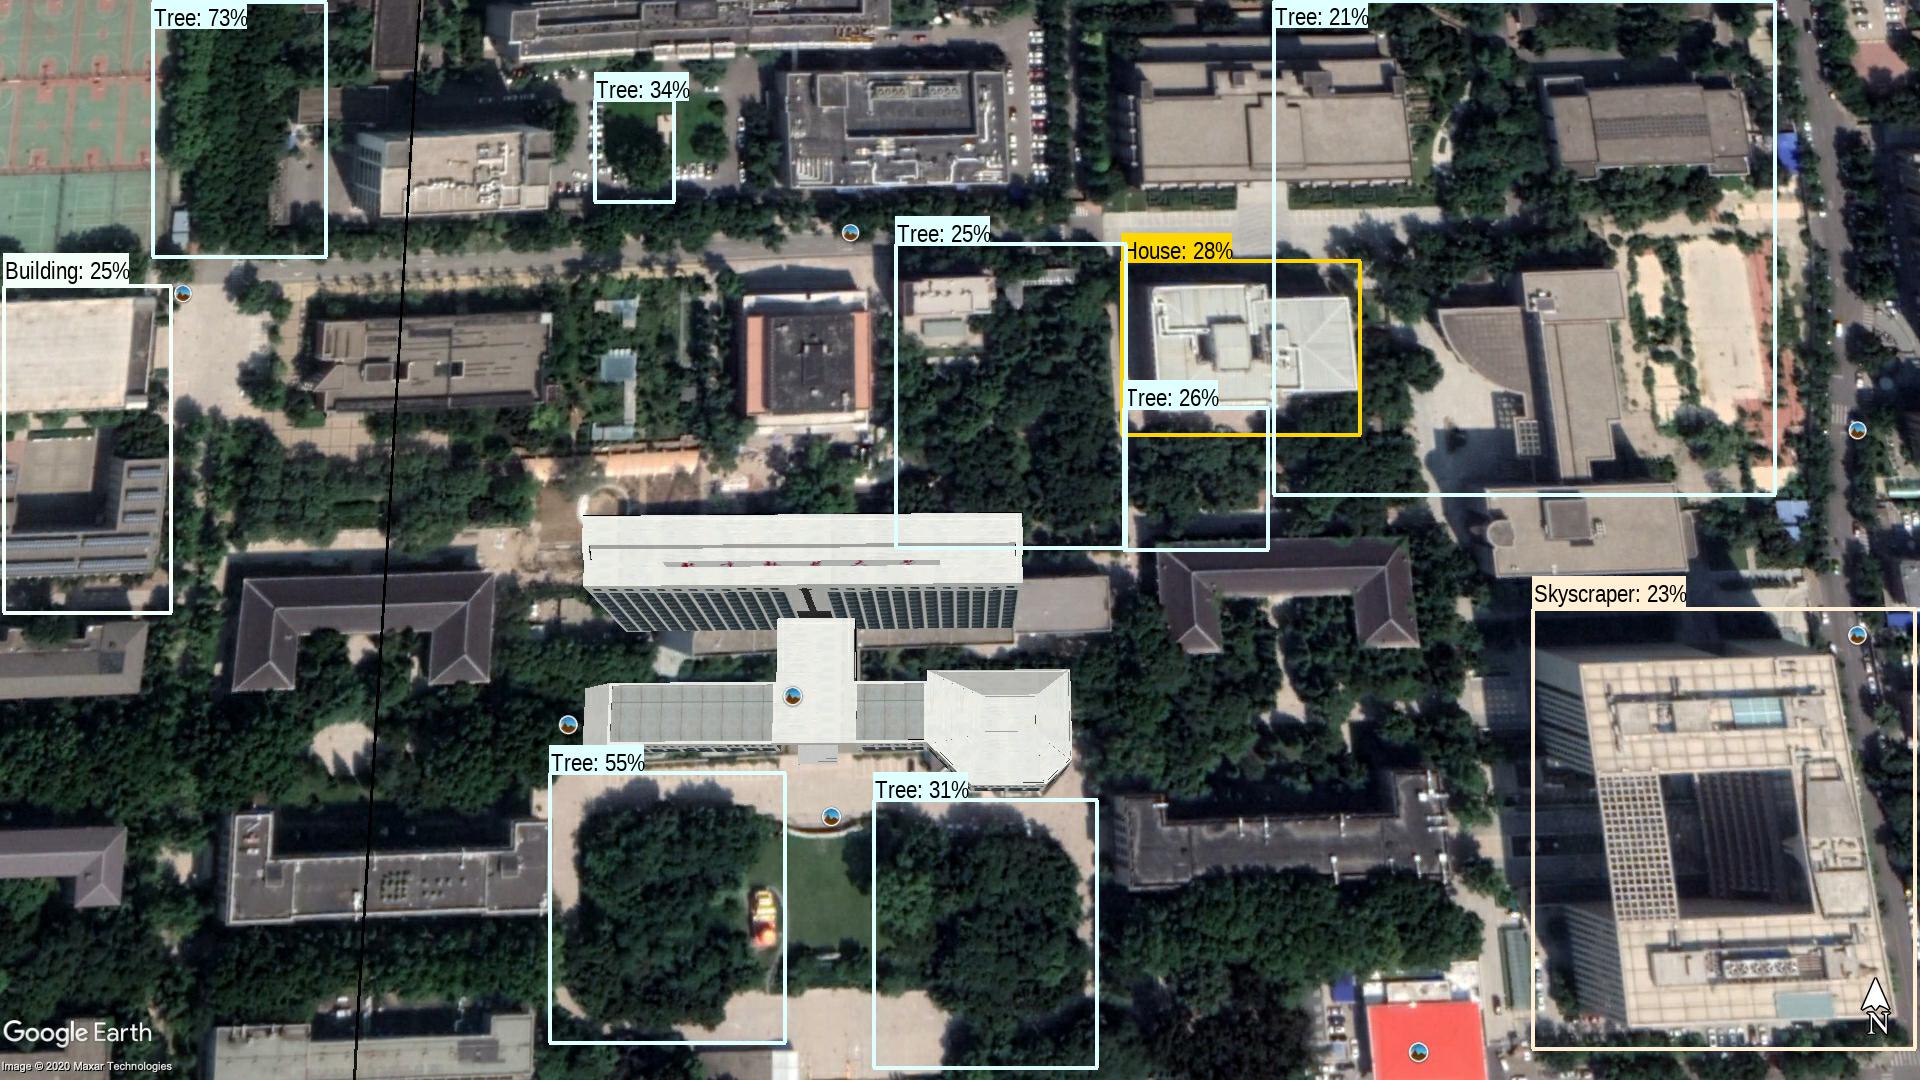 Tree: 73%
Tree: 21%
Tree: 34%
Tree: 25%
House: 28%
Building: 25%
Tree: 26%
Skyscraper: 23%
Tree: 55%
Tree: 31%
N
Google Earth
Image © 2020 Maxar Technologies